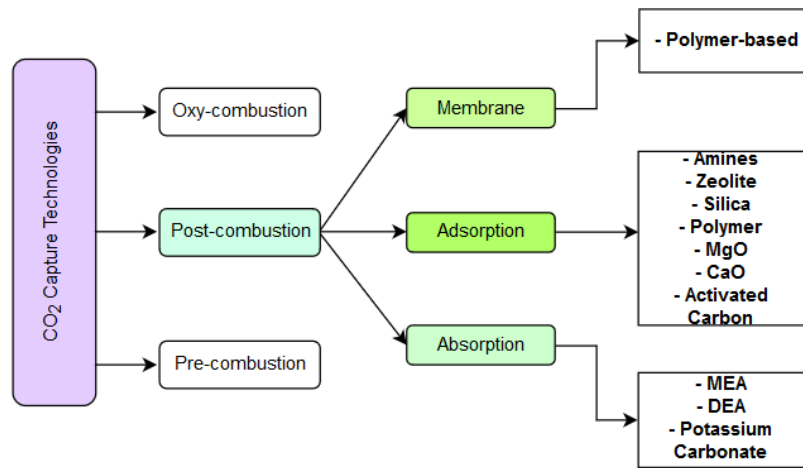 CO₂ Capture Technologies
Oxy-combustion
Post-combustion
Pre-combustion
Membrane
Adsorption
Absorption
- Polymer-based
- Amines
- Zeolite
- Silica
- Polymer
- MgO
- CaO
- Activated
Carbon
- MEA
- DEA
- Potassium
Carbonate